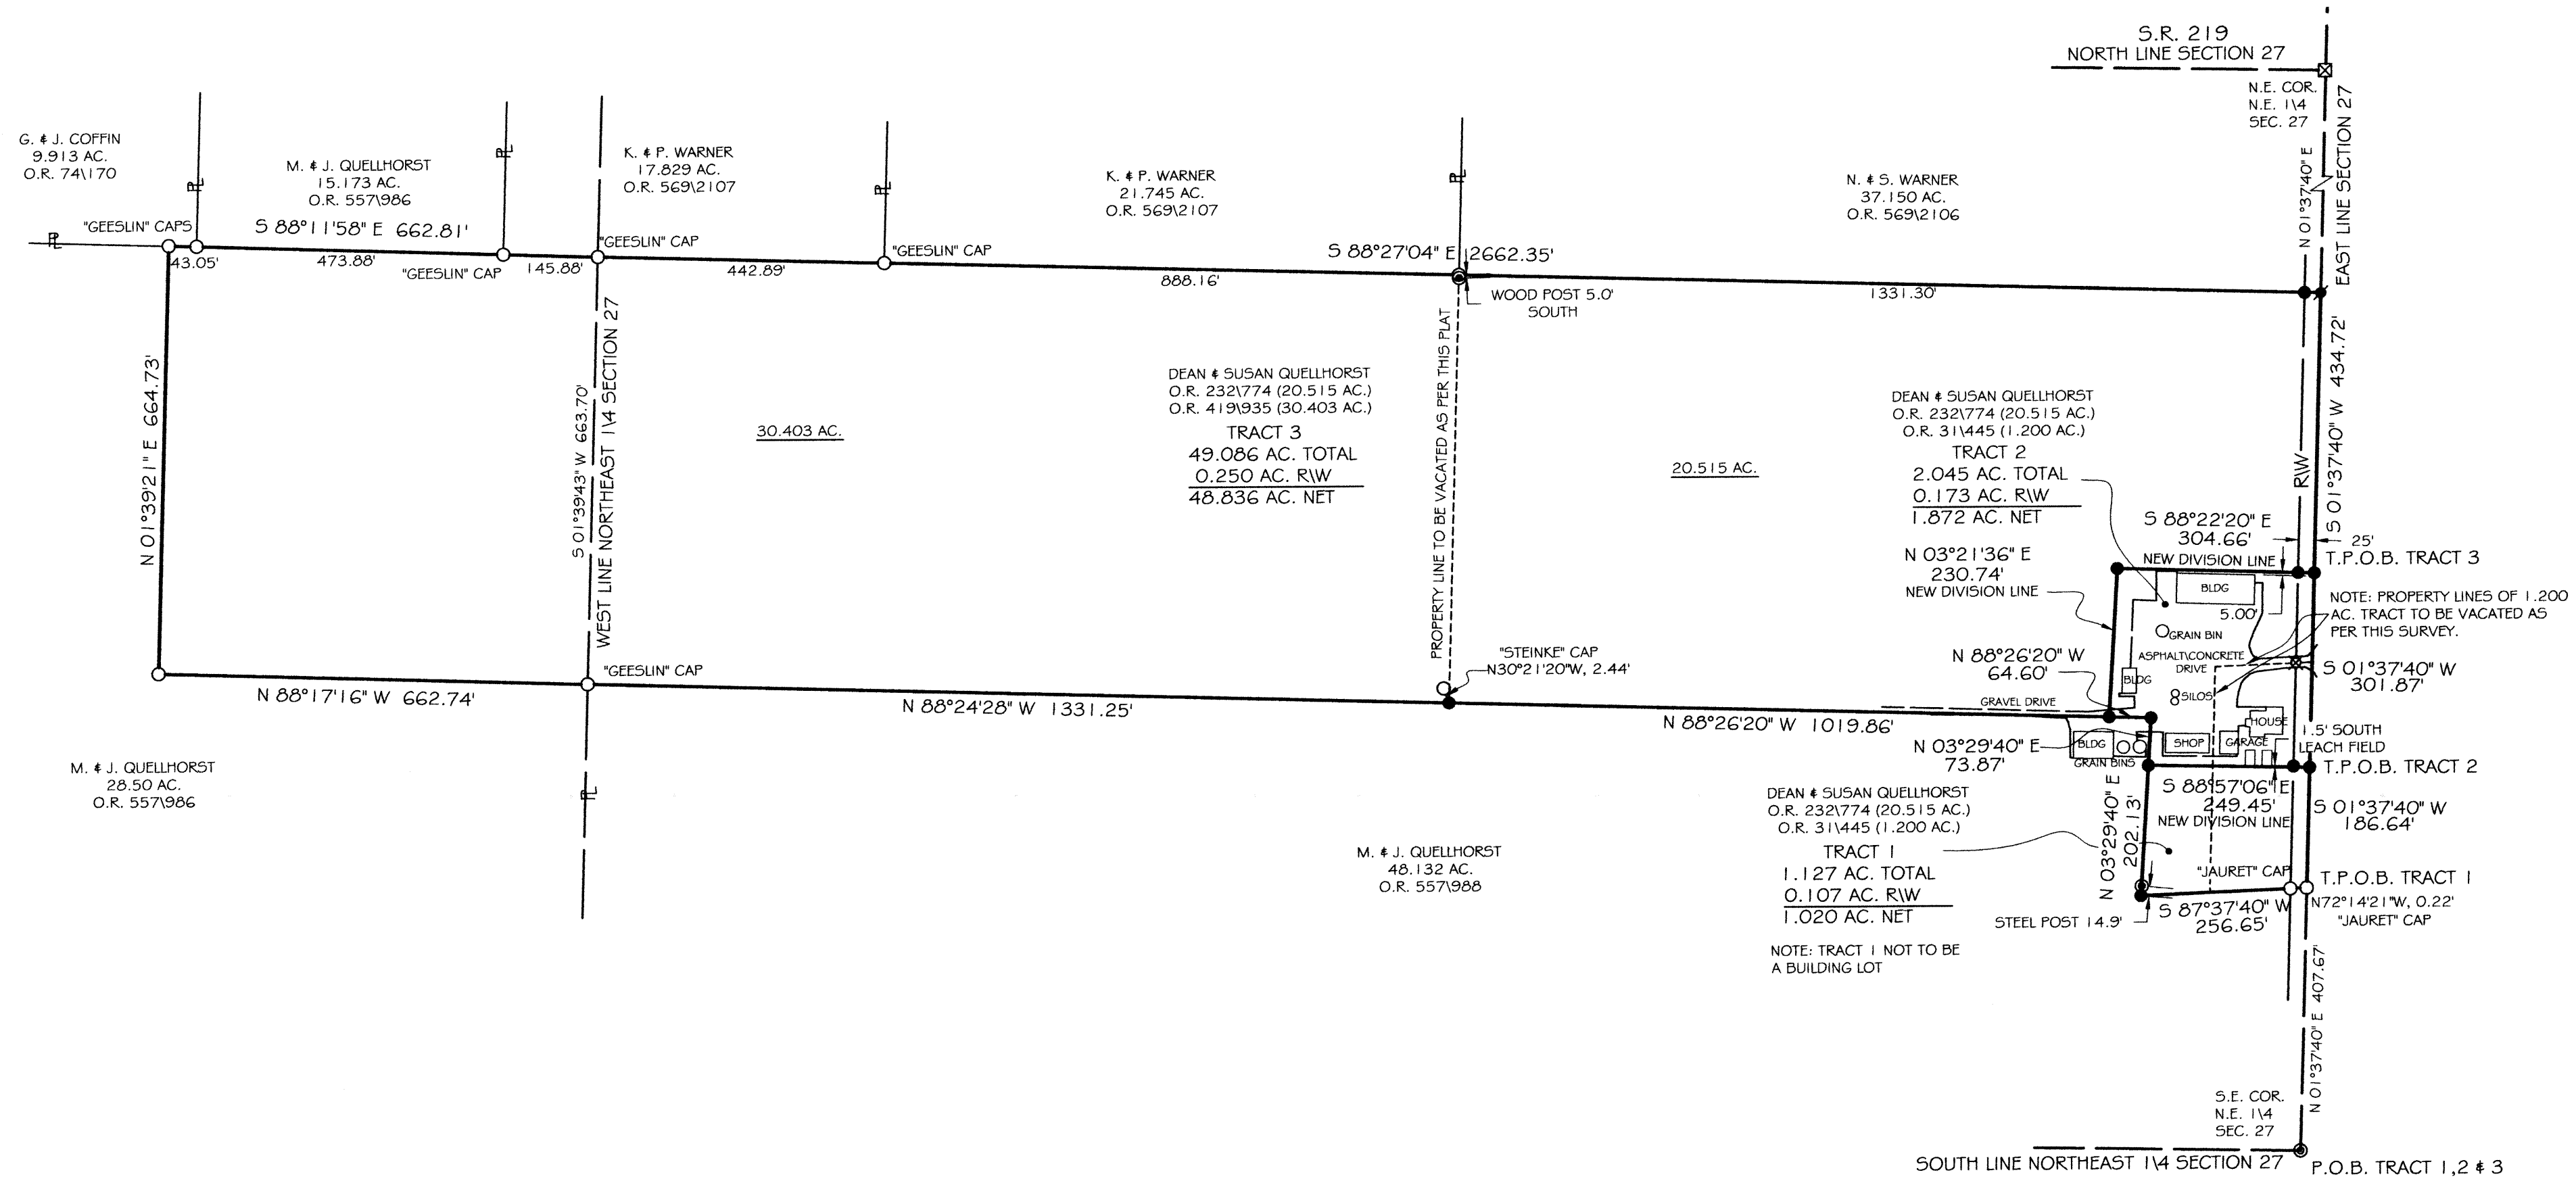 S.R. 219
NORTH LINE SECTION 27
N.E. COR.
N.E. 1\4
SEC. 27
EAST LINE SECTION 27
N 01°37'40" E
G. & J. COFFIN
9.913 AC.
O.R. 74\170
M. & J. QUELLHORST
15.173 AC.
O.R. 557\986
K. & P. WARNER
17.829 AC.
O.R. 569\2107
K. & P. WARNER
21.745 AC.
O.R. 569\2107
N. & S. WARNER
37.150 AC.
O.R. 569\2106
PL
PL
PL
PL
PL
"GEESLIN" CAPS
S 88°11'58" E 662.81'
"GEESLIN" CAP
"GEESLIN" CAP
S 88°27'04" E 2662.35'
43.05'
473.88'
"GEESLIN" CAP
145.88'
442.89'
888.16'
WOOD POST 5.0'
SOUTH
1331.30'
N 01°39'21" E 664.73'
S 01°39'43" W 663.70'
WEST LINE NORTHEAST 1\4 SECTION 27
30.403 AC.
DEAN & SUSAN QUELLHORST
O.R. 232\774 (20.515 AC.)
O.R. 419\935 (30.403 AC.)
TRACT 3
49.086 AC. TOTAL
0.250 AC. R\W
48.836 AC. NET
PROPERTY LINE TO BE VACATED AS PER THIS PLAT
20.515 AC.
DEAN & SUSAN QUELLHORST
O.R. 232\774 (20.515 AC.)
O.R. 31\445 (1.200 AC.)
TRACT 2
2.045 AC. TOTAL
0.173 AC. R\W
1.872 AC. NET
R\W
S 01°37'40" W 434.72'
S 88°22'20" E
304.66'
25'
NEW DIVISION LINE
T.P.O.B. TRACT 3
N 03°21'36" E
230.74'
NEW DIVISION LINE
BLDG
5.00'
NOTE: PROPERTY LINES OF 1.200
AC. TRACT TO BE VACATED AS
PER THIS SURVEY.
GRAIN BIN
ASPHALT\CONCRETE
DRIVE
N 88°26'20" W
64.60'
BLDG
SILOS
S 01°37'40" W
301.87'
"STEINKE" CAP
N30°21'20"W, 2.44'
GRAVEL DRIVE
HOUSE
"GEESLIN" CAP
N 88°17'16" W 662.74'
N 88°24'28" W 1331.25'
N 88°26'20" W 1019.86'
N 03°29'40" E
73.87'
BLDG
SHOP
GARAGE
GRAIN BINS
1.5' SOUTH
LEACH FIELD
T.P.O.B. TRACT 2
M. & J. QUELLHORST
28.50 AC.
O.R. 557\986
PL
S 88°57'06" E
249.45'
NEW DIVISION LINE
S 01°37'40" W
186.64'
DEAN & SUSAN QUELLHORST
O.R. 232\774 (20.515 AC.)
O.R. 31\445 (1.200 AC.)
TRACT 1
1.127 AC. TOTAL
0.107 AC. R\W
1.020 AC. NET
N 03°29'40" E
202.13'
M. & J. QUELLHORST
48.132 AC.
O.R. 557\988
"JAURET" CAP
T.P.O.B. TRACT 1
N72°14'21"W, 0.22'
"JAURET" CAP
S 87°37'40" W
256.65'
STEEL POST 14.9'
NOTE: TRACT 1 NOT TO BE
A BUILDING LOT
N 01°37'40" E 407.67'
S.E. COR.
N.E. 1\4
SEC. 27
SOUTH LINE NORTHEAST 1\4 SECTION 27
P.O.B. TRACT 1,2 & 3